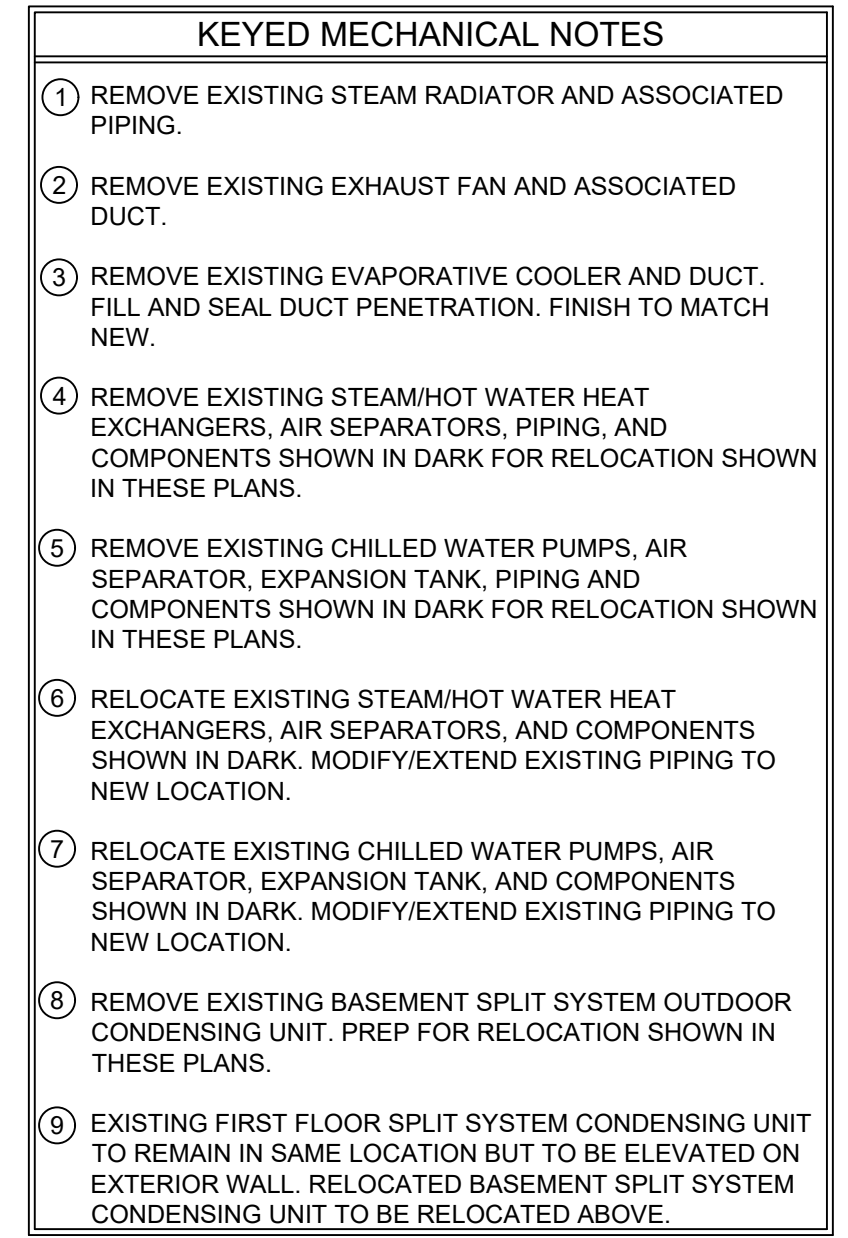 KEYED MECHANICAL NOTES
1 REMOVE EXISTING STEAM RADIATOR AND ASSOCIATED
PIPING.
2 REMOVE EXISTING EXHAUST FAN AND ASSOCIATED
DUCT.
3 REMOVE EXISTING EVAPORATIVE COOLER AND DUCT.
FILL AND SEAL DUCT PENETRATION. FINISH TO MATCH
NEW.
4 REMOVE EXISTING STEAM/HOT WATER HEAT
EXCHANGERS, AIR SEPARATORS, PIPING, AND
COMPONENTS SHOWN IN DARK FOR RELOCATION SHOWN
IN THESE PLANS.
5 REMOVE EXISTING CHILLED WATER PUMPS, AIR
SEPARATOR, EXPANSION TANK, PIPING AND
COMPONENTS SHOWN IN DARK FOR RELOCATION SHOWN
IN THESE PLANS.
6 RELOCATE EXISTING STEAM/HOT WATER HEAT
EXCHANGERS, AIR SEPARATORS, AND COMPONENTS
SHOWN IN DARK. MODIFY/EXTEND EXISTING PIPING TO
NEW LOCATION.
7 RELOCATE EXISTING CHILLED WATER PUMPS, AIR
SEPARATOR, EXPANSION TANK, AND COMPONENTS
SHOWN IN DARK. MODIFY/EXTEND EXISTING PIPING TO
NEW LOCATION.
8 REMOVE EXISTING BASEMENT SPLIT SYSTEM OUTDOOR
CONDENSING UNIT. PREP FOR RELOCATION SHOWN IN
THESE PLANS.
9 EXISTING FIRST FLOOR SPLIT SYSTEM CONDENSING UNIT
TO REMAIN IN SAME LOCATION BUT TO BE ELEVATED ON
EXTERIOR WALL. RELOCATED BASEMENT SPLIT SYSTEM
CONDENSING UNIT TO BE RELOCATED ABOVE.